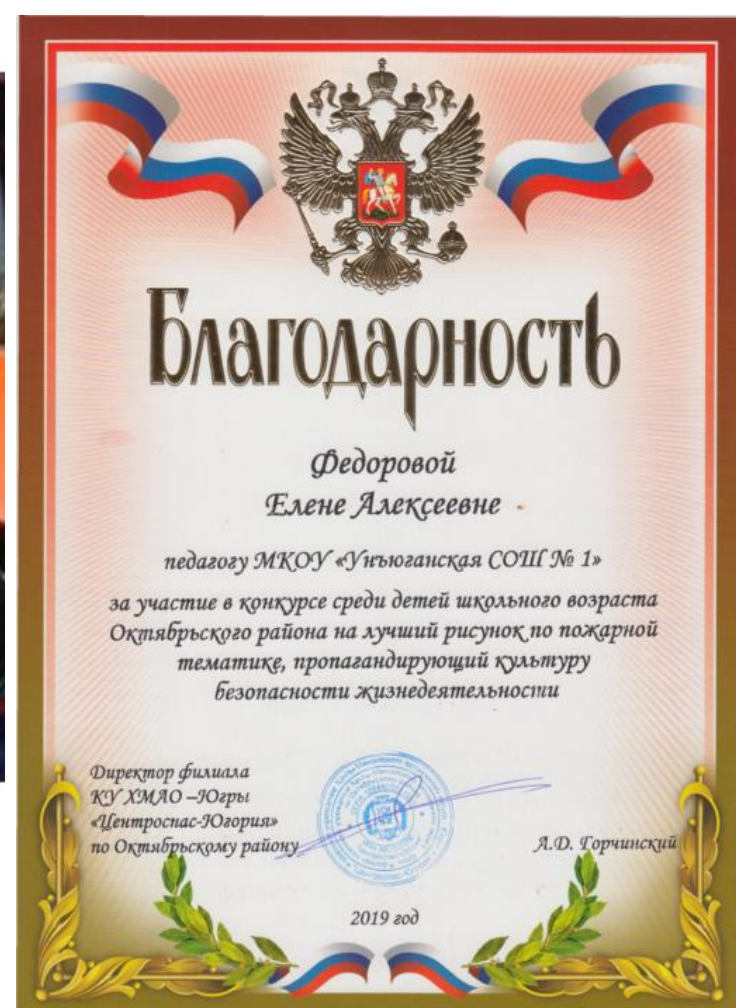 Благодарность
Федоровой
Елене Алексеевне
педагогу МКОУ «Унъюганская СОШ № 1»
за участие в конкурсе среди детей школьного возраста
Октябрьского района на лучший рисунок по пожарной
тематике, пропагандирующий культуру
безопасности жизнедеятельности
Директор филиала
КУ ХМАО –Югры
«Центроспас-Югория»
по Октябрьскому району
А.Д. Горчинский
2019 год